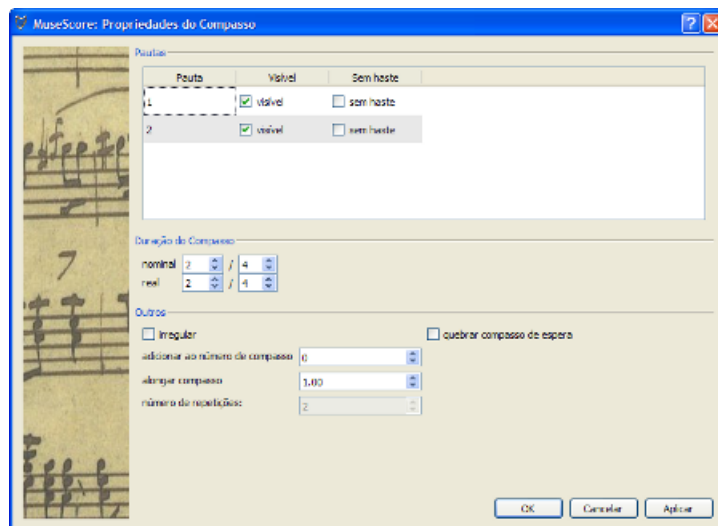 MuseScore: Propriedades do Compasso
Pautas
Pauta Visível Sem haste
1 visível sem haste
2 visível sem haste
Duração do Compasso
nominal 2 / 4
real 2 / 4
Outros
Irregular quebrar compasso de espera
adicionar ao número de compasso 0
alongar compasso 1.00
número de repetições: 2
OK Cancelar Aplicar